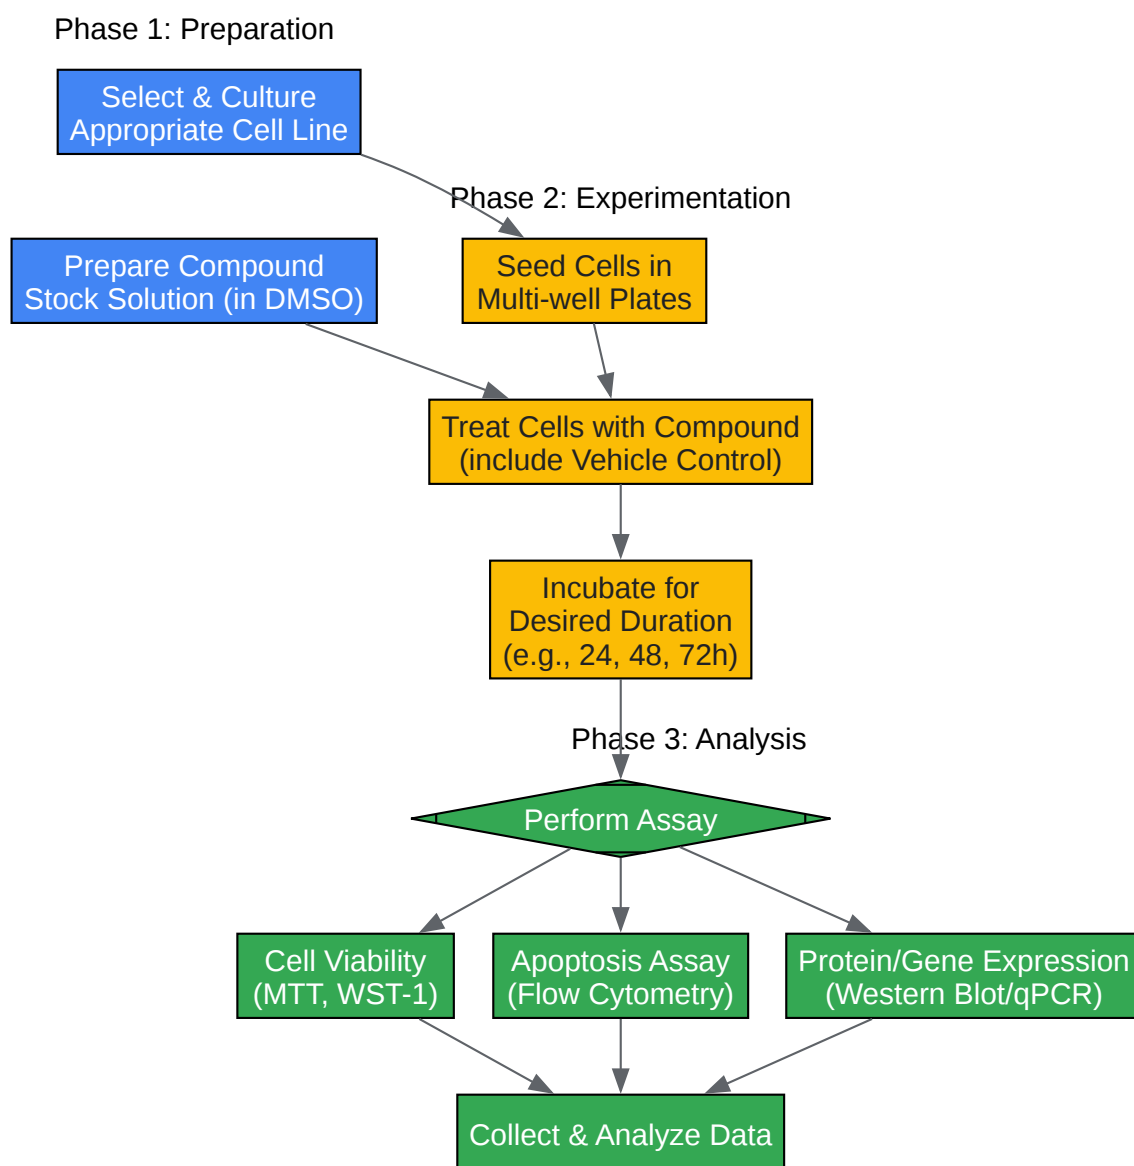 Phase 1: Preparation
Select & Culture
Appropriate Cell Line
Phase 2: Experimentation
Prepare Compound
Stock Solution (in DMSO)
Seed Cells in
Multi-well Plates
Treat Cells with Compound
(include Vehicle Control)
Incubate for
Desired Duration
(e.g., 24, 48, 72h)
Phase 3: Analysis
Perform Assay
Cell Viability
(MTT, WST-1)
Apoptosis Assay
(Flow Cytometry)
Protein/Gene Expression
(Western Blot/qPCR)
Collect & Analyze Data